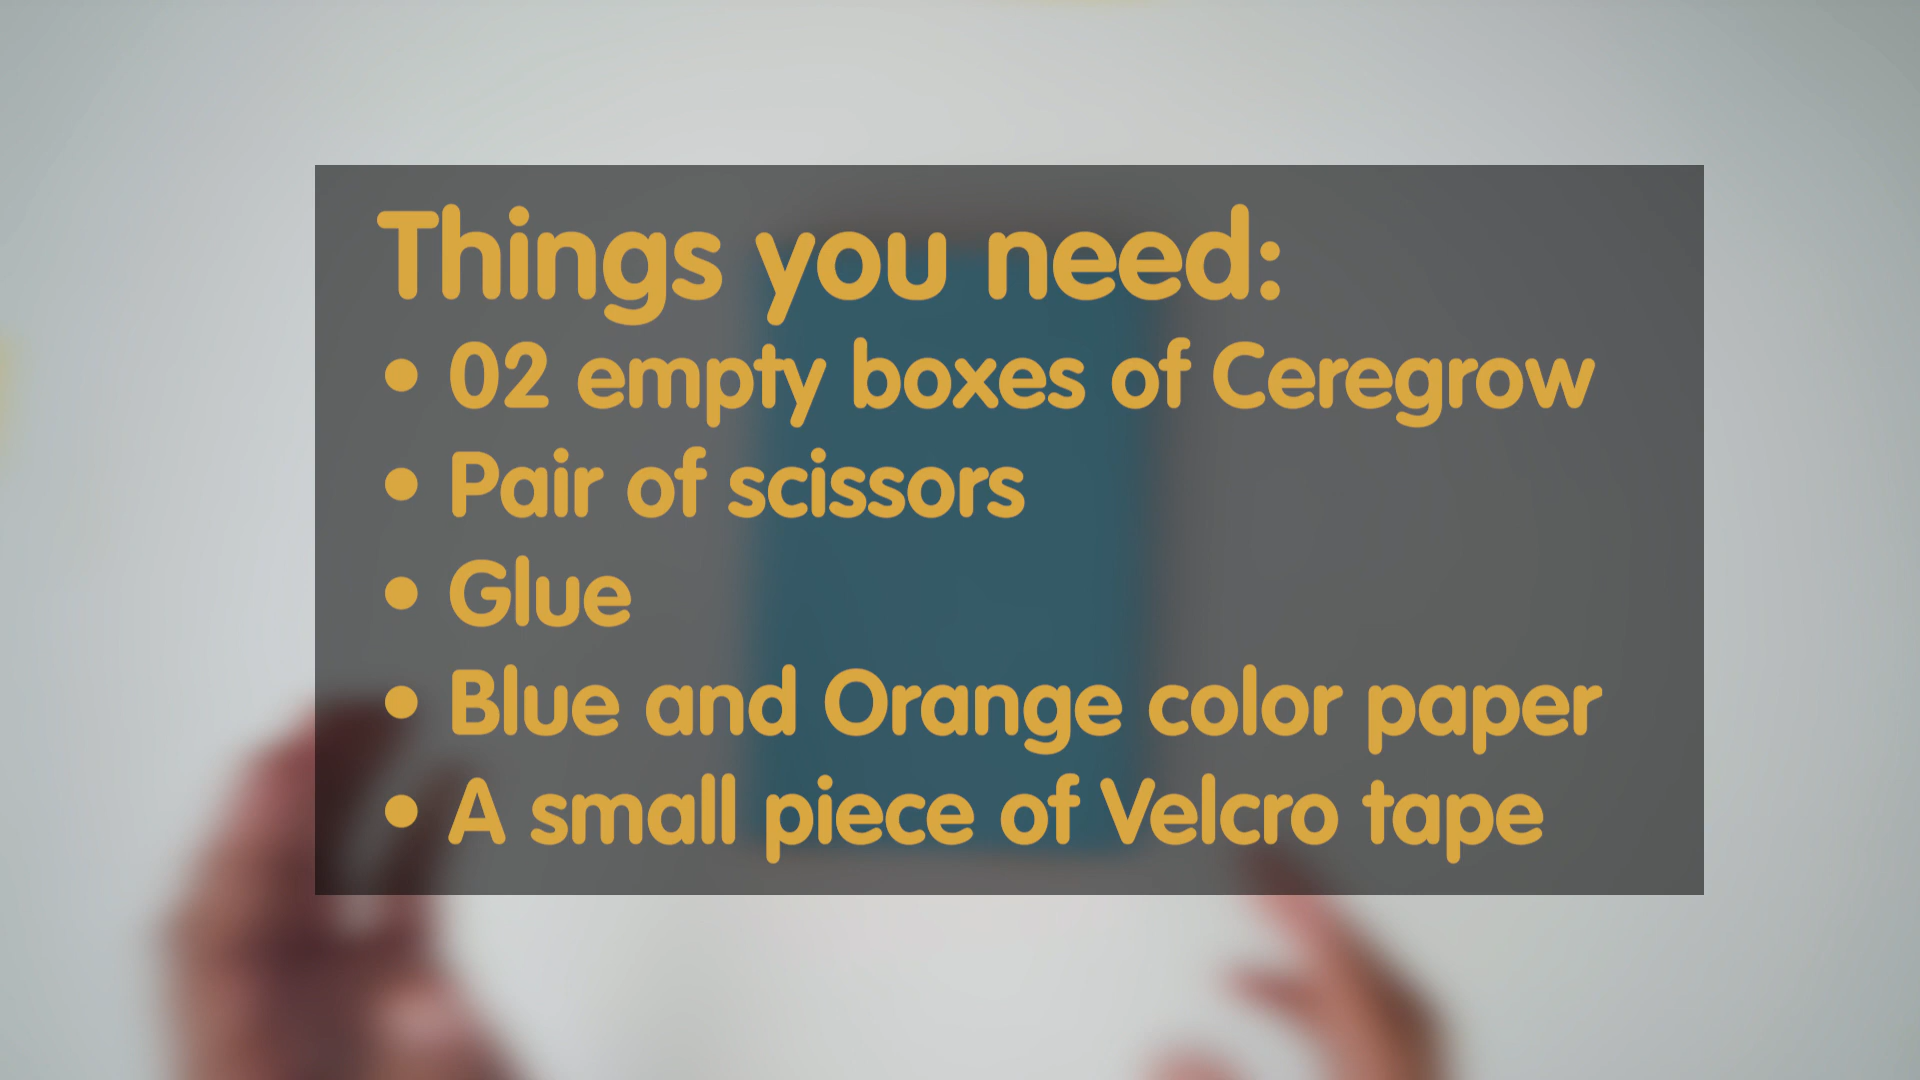 Things you need:
• 02 empty boxes of Ceregrow
• Pair of scissors
• Glue
• Blue and Orange color paper
• A small piece of Velcro tape